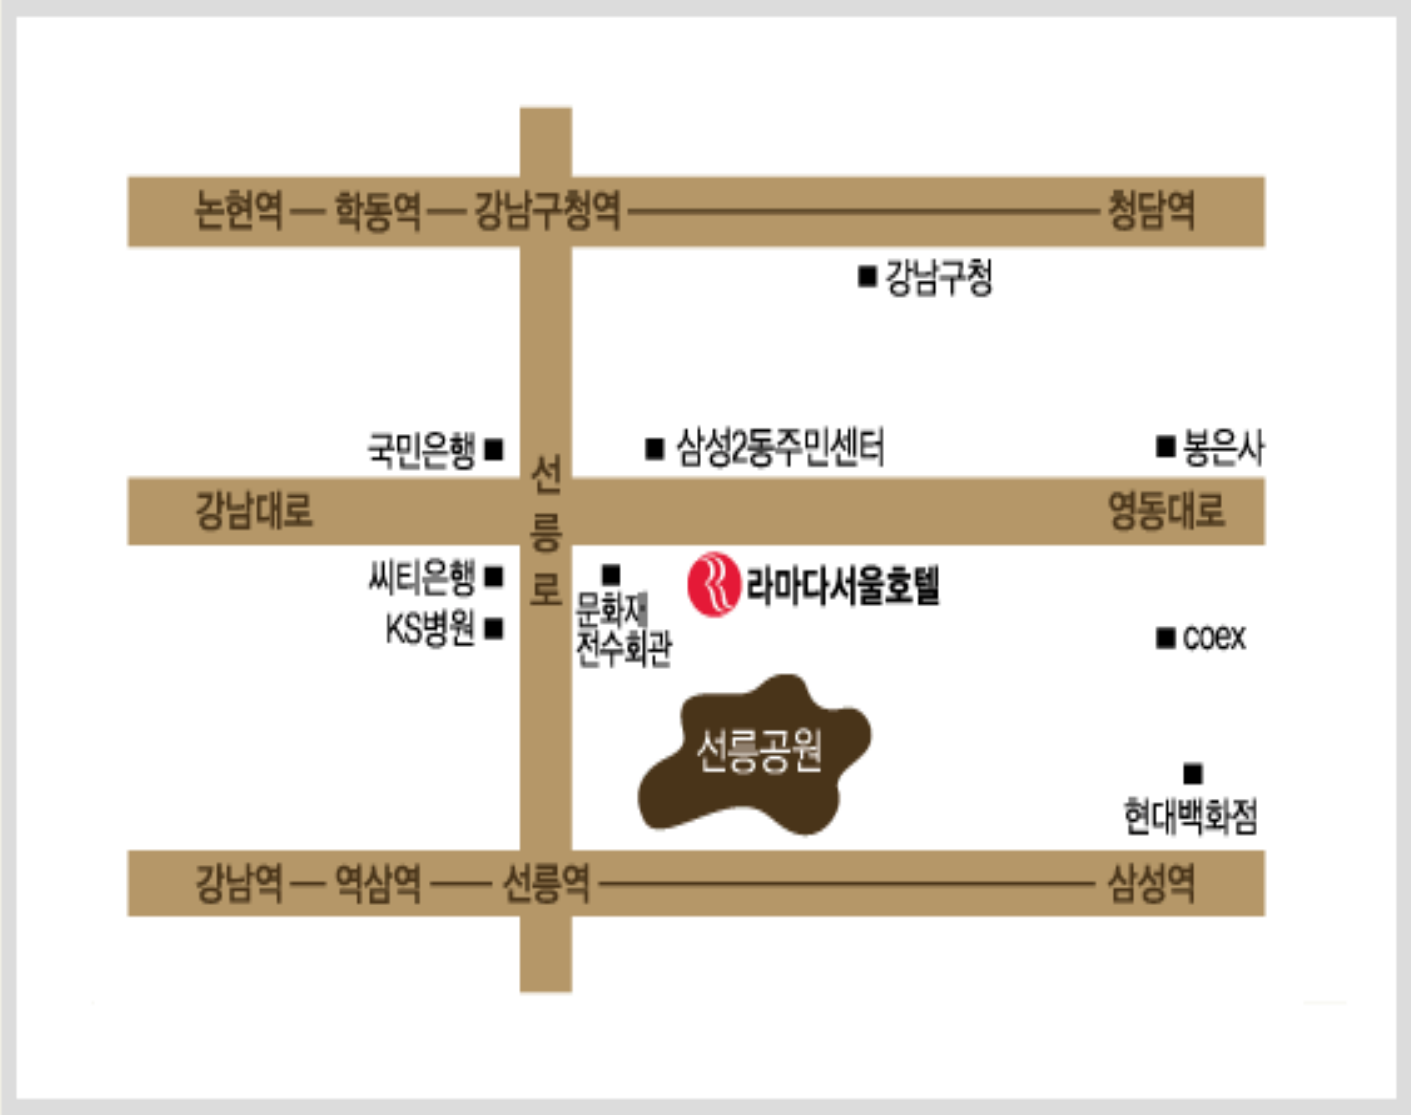 논현역 — 학동역 — 강남구청역 — 청담역
강남구청
국민은행
삼성2동주민센터
봉은사
선릉로
강남대로
영동대로
씨티은행
KS병원
문화재
전수회관
라마다서울호텔
coex
선릉공원
현대백화점
강남역 — 역삼역 — 선릉역 — 삼성역